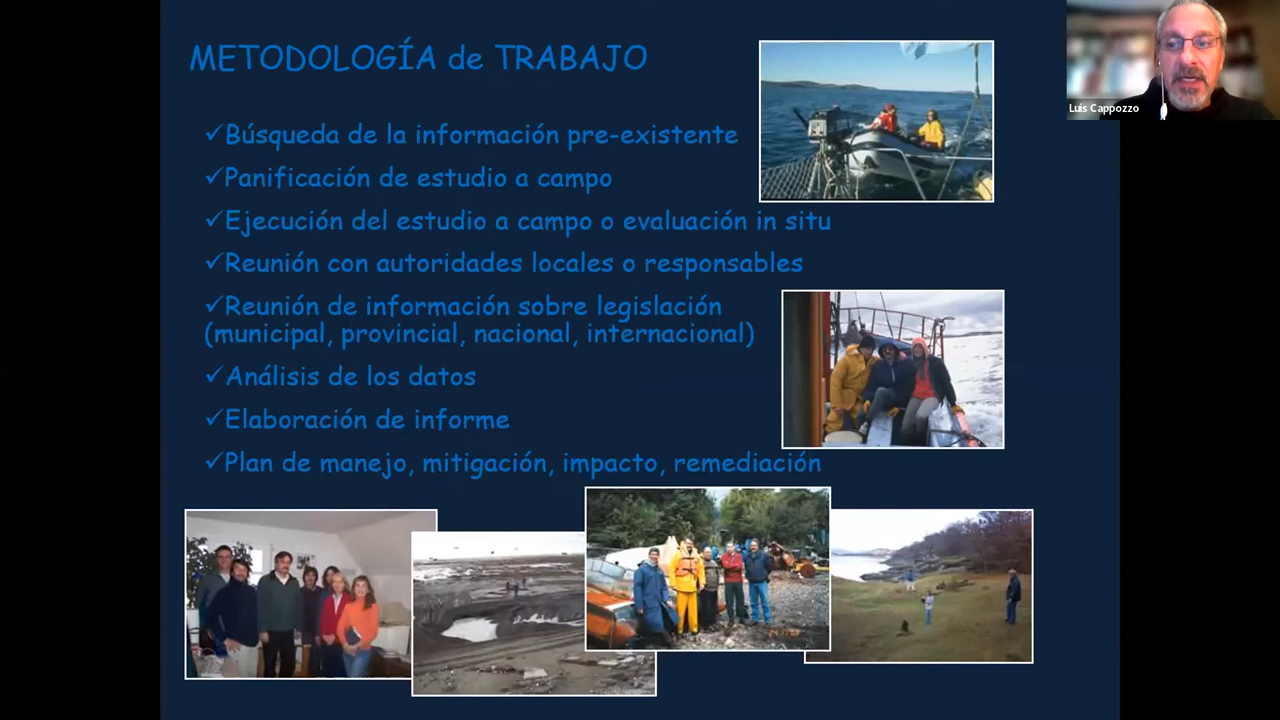 METODOLOGÍA de TRABAJO
✓Búsqueda de la información pre-existente
✓Panificación de estudio a campo
✓Ejecución del estudio a campo o evaluación in situ
✓Reunión con autoridades locales o responsables
✓Reunión de información sobre legislación
(municipal, provincial, nacional, internacional)
✓Análisis de los datos
✓Elaboración de informe
✓Plan de manejo, mitigación, impacto, remediación
Luis Cappozzo